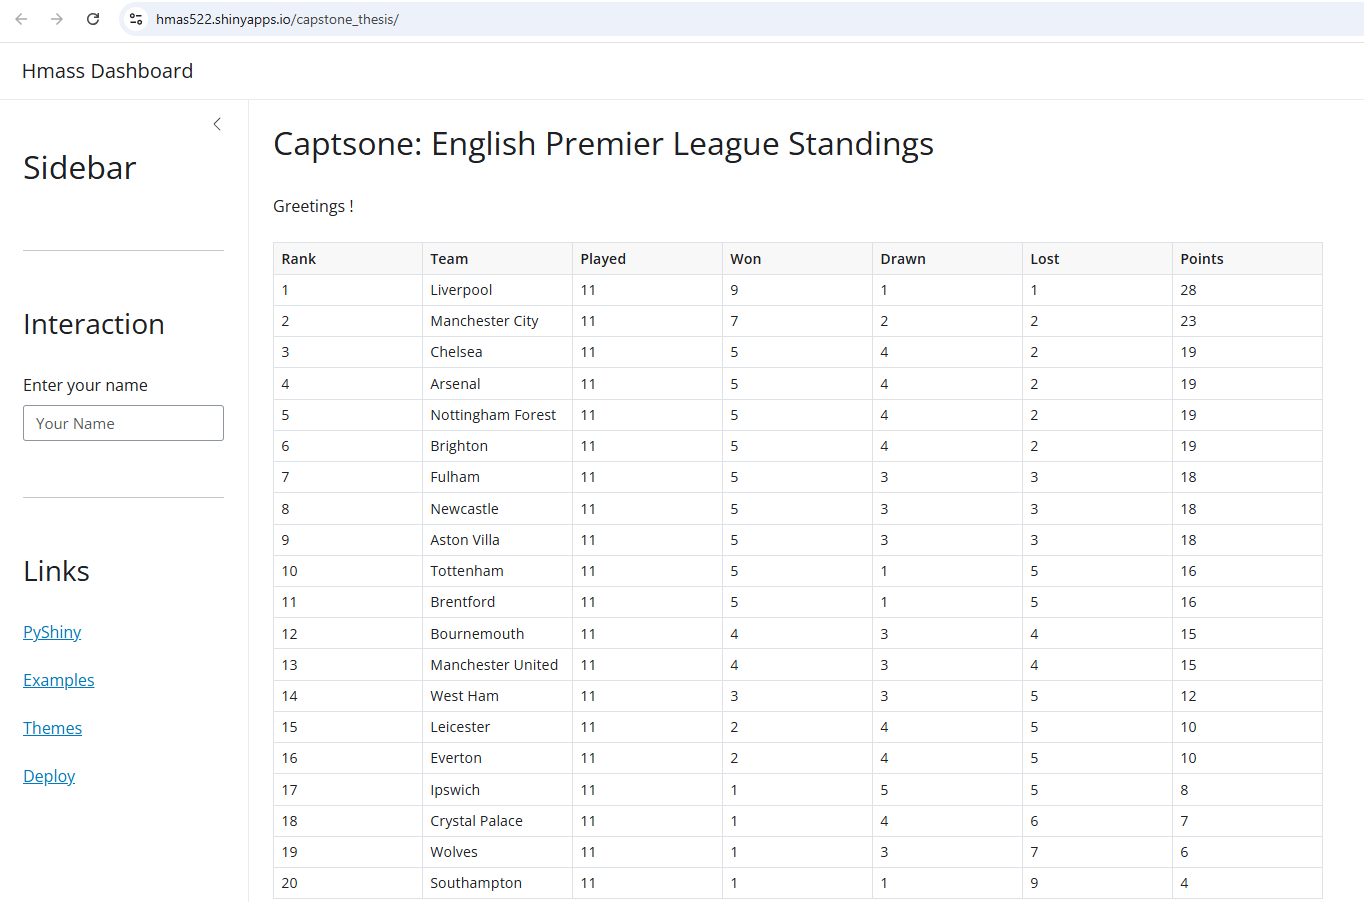 hmas522.shinyapps.io/capstone_thesis/
Hmass Dashboard
Sidebar
Interaction
Enter your name
Your Name
Links
PyShiny
Examples
Themes
Deploy
Captsone: English Premier League Standings
Greetings !
Rank Team Played Won Drawn Lost Points
1 Liverpool 11 9 1 1 28
2 Manchester City 11 7 2 2 23
3 Chelsea 11 5 4 2 19
4 Arsenal 11 5 4 2 19
5 Nottingham Forest 11 5 4 2 19
6 Brighton 11 5 4 2 19
7 Fulham 11 5 3 3 18
8 Newcastle 11 5 3 3 18
9 Aston Villa 11 5 3 3 18
10 Tottenham 11 5 1 5 16
11 Brentford 11 5 1 5 16
12 Bournemouth 11 4 3 4 15
13 Manchester United 11 4 3 4 15
14 West Ham 11 3 3 5 12
15 Leicester 11 2 4 5 10
16 Everton 11 2 4 5 10
17 Ipswich 11 1 5 5 8
18 Crystal Palace 11 1 4 6 7
19 Wolves 11 1 3 7 6
20 Southampton 11 1 1 9 4